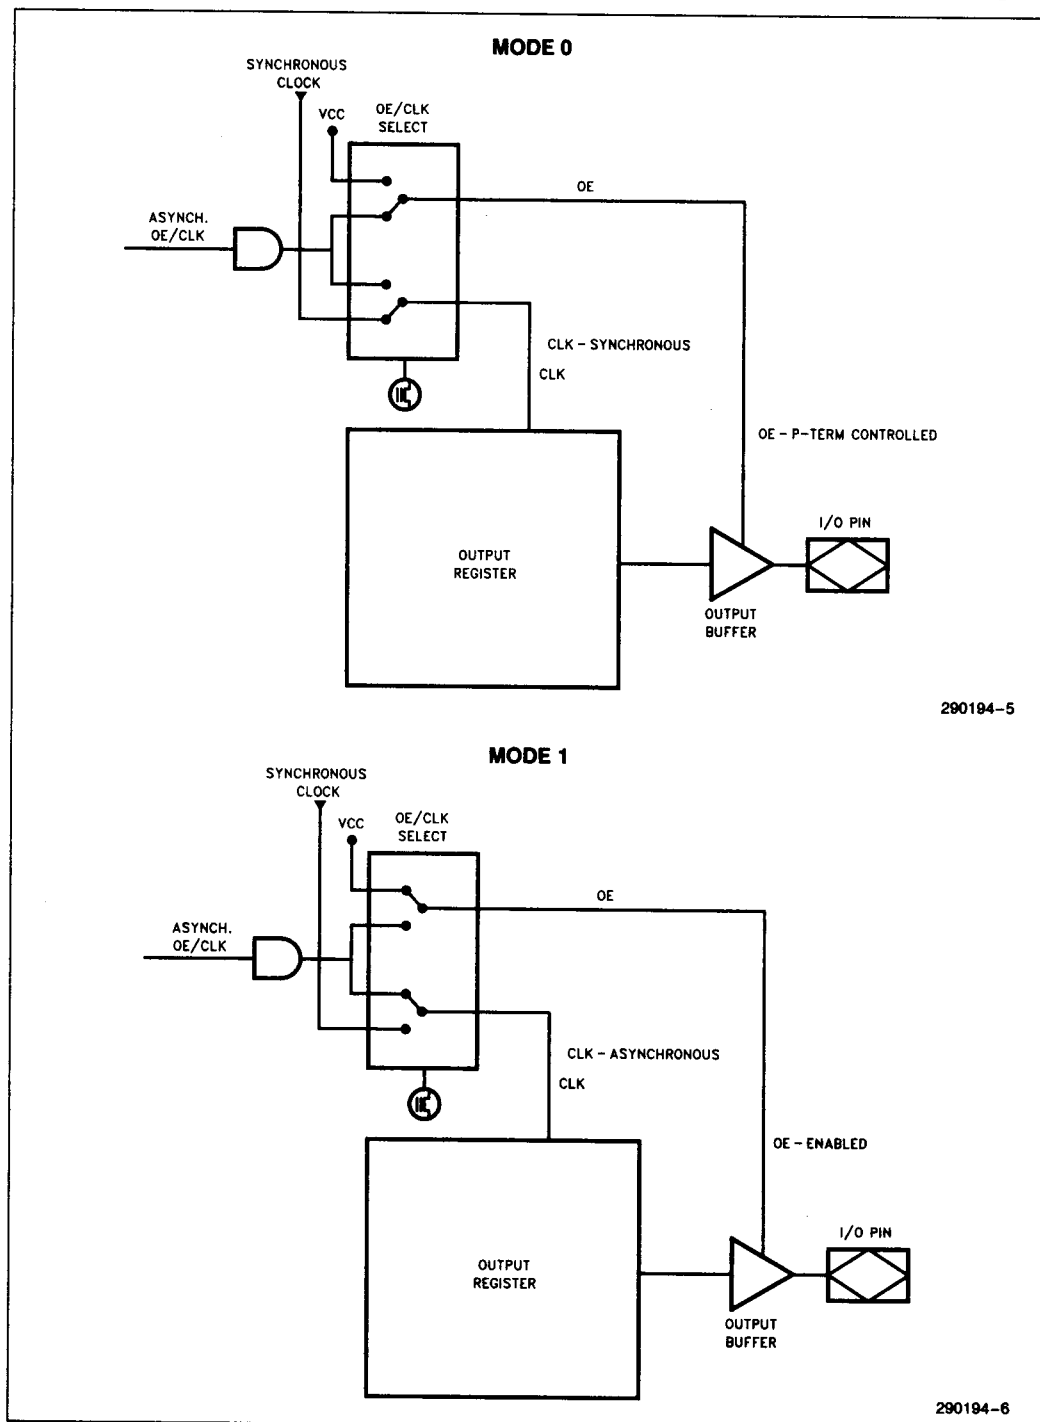 MODE 0
SYNCHRONOUS
CLOCK
VCC
OE/CLK
SELECT
OE
ASYNCH.
OE/CLK
CLK – SYNCHRONOUS
CLK
OE – P-TERM CONTROLLED
I/O PIN
OUTPUT
REGISTER
OUTPUT
BUFFER
290194–5
MODE 1
SYNCHRONOUS
CLOCK
VCC
OE/CLK
SELECT
OE
ASYNCH.
OE/CLK
CLK – ASYNCHRONOUS
CLK
OE – ENABLED
I/O PIN
OUTPUT
REGISTER
OUTPUT
BUFFER
290194–6